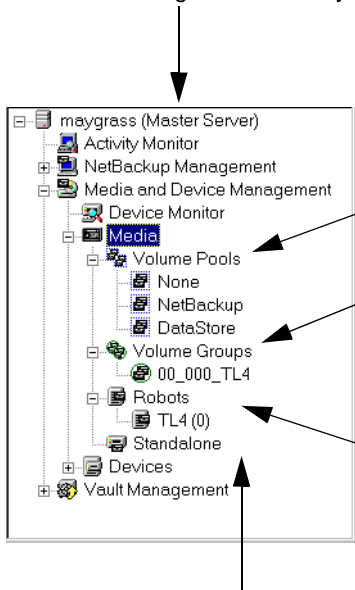 maygrass (Master Server)
Activity Monitor
NetBackup Management
Media and Device Management
Device Monitor
Media
Volume Pools
None
NetBackup
DataStore
Volume Groups
00_000_TL4
Robots
TL4 (0)
Standalone
Devices
Vault Management